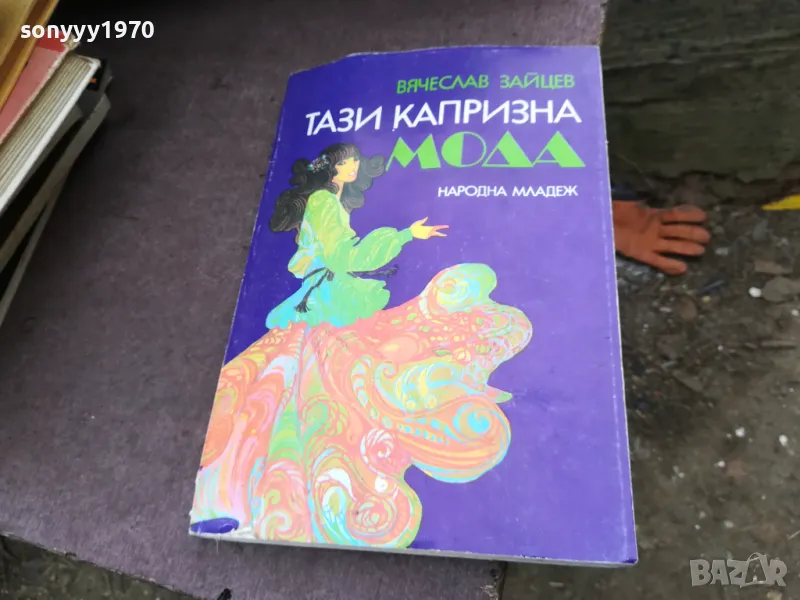 sonyyy1970
ВЯЧЕСЛАВ ЗАЙЦЕВ
ТАЗИ КАПРИЗНА
МОДА
НАРОДНА МЛАДЕЖ
BAZAR